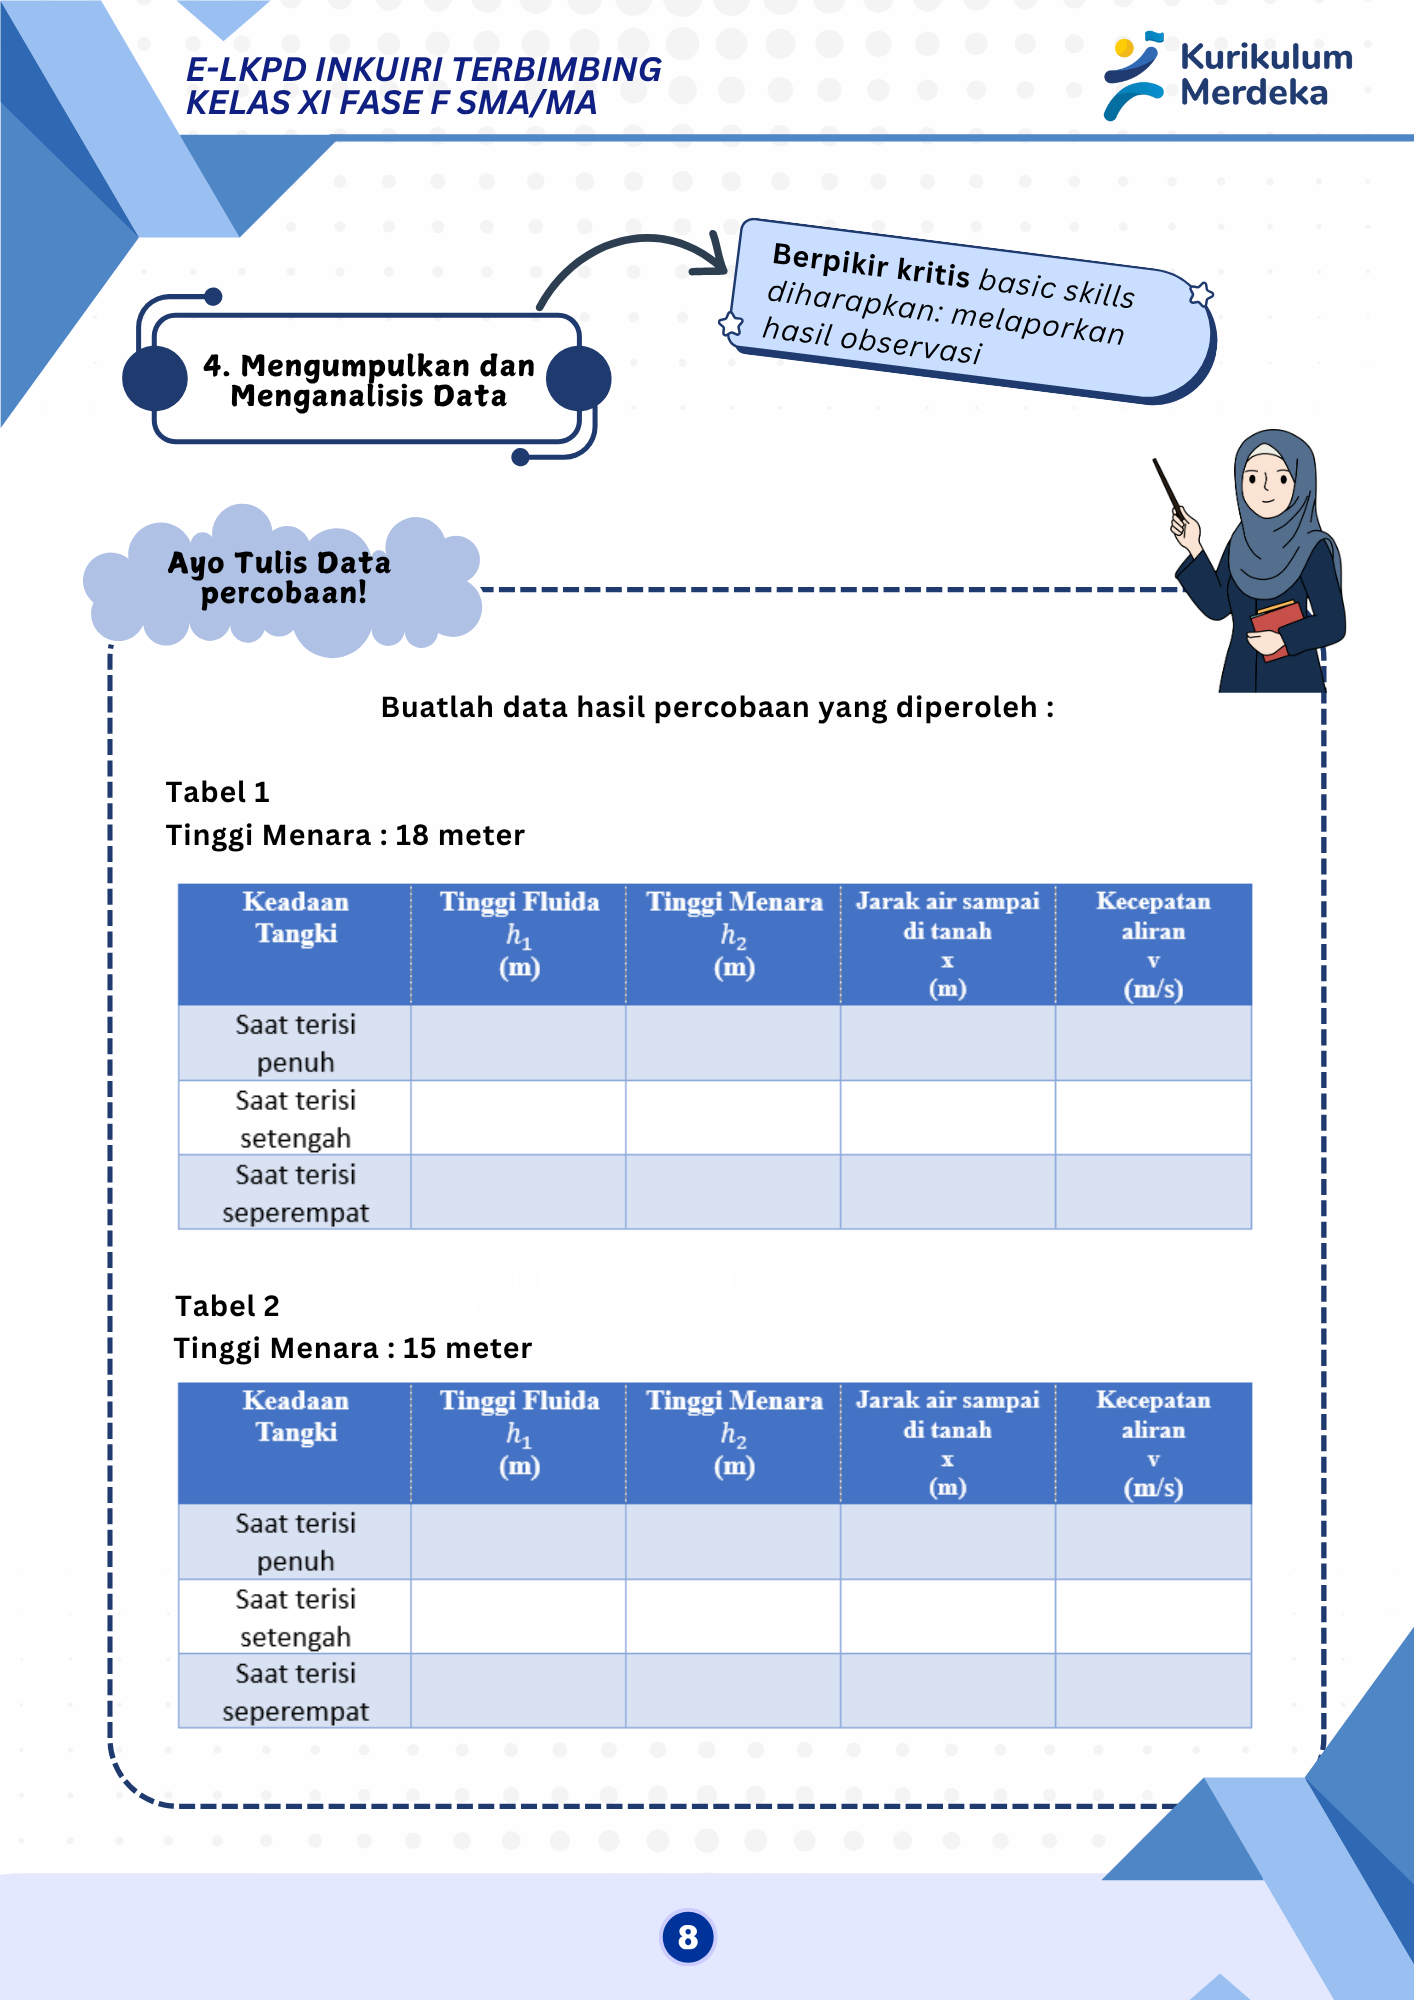 E-LKPD INKUIRI TERBIMBING
KELAS XI FASE F SMA/MA
Kurikulum
Merdeka
Berpikir kritis basic skills
diharapkan: melaporkan
hasil observasi
4. Mengumpulkan dan
Menganalisis Data
Ayo Tulis Data
percobaan!
Buatlah data hasil percobaan yang diperoleh :
Tabel 1
Tinggi Menara : 18 meter
Keadaan Tangki
Tinggi Fluida h₁ (m)
Tinggi Menara h₂ (m)
Jarak air sampai di tanah x (m)
Kecepatan aliran v (m/s)
Saat terisi
penuh
Saat terisi
setengah
Saat terisi
seperempat
Tabel 2
Tinggi Menara : 15 meter
Keadaan Tangki
Tinggi Fluida h₁ (m)
Tinggi Menara h₂ (m)
Jarak air sampai di tanah x (m)
Kecepatan aliran v (m/s)
Saat terisi
penuh
Saat terisi
setengah
Saat terisi
seperempat
8